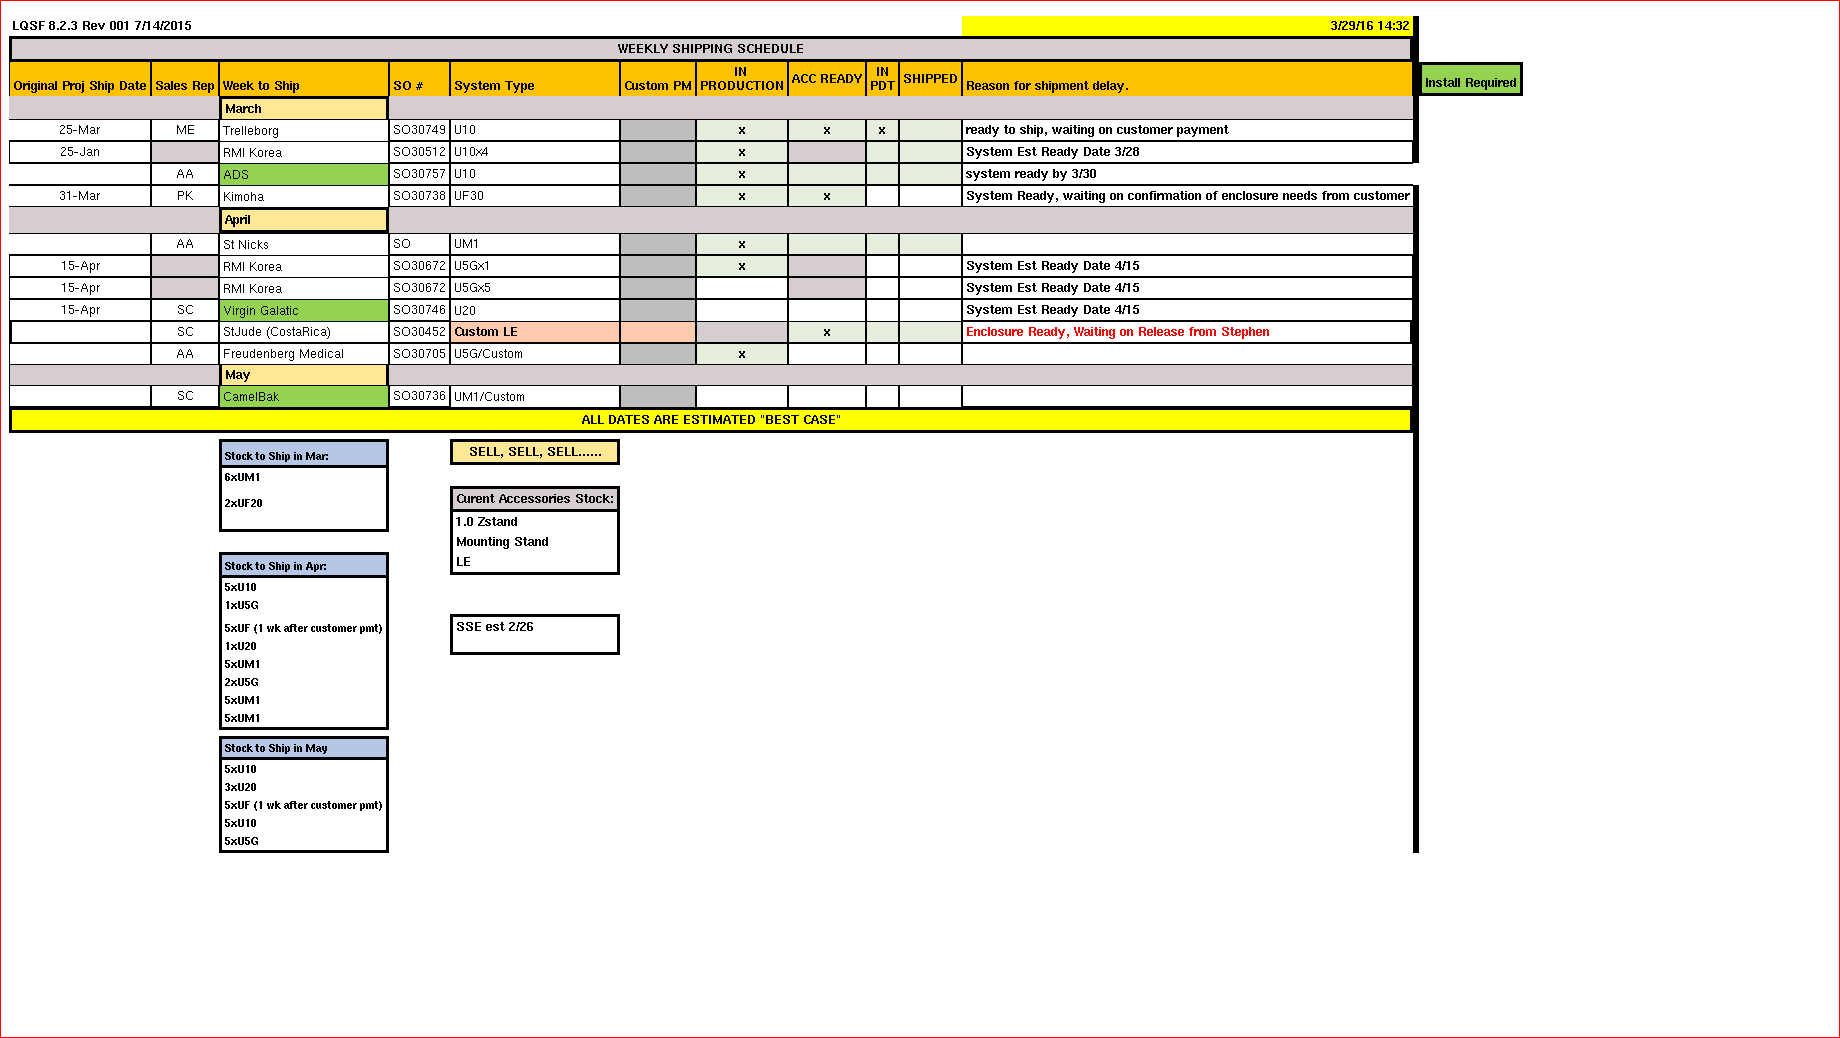 LQSF 8.2.3 Rev 001 7/14/2015 3/29/16 14:32
WEEKLY SHIPPING SCHEDULE
Original Proj Ship Date Sales Rep Week to Ship SO # System Type Custom PM IN PRODUCTION ACC READY IN PDT SHIPPED Reason for shipment delay. Install Required
March
25-Mar ME Trelleborg SO30749 U10 x x x ready to ship, waiting on customer payment
25-Jan RMI Korea SO30512 U10x4 x System Est Ready Date 3/28
AA ADS SO30757 U10 x system ready by 3/30
31-Mar PK Kimoha SO30738 UF30 x x System Ready, waiting on confirmation of enclosure needs from customer
April
AA St Nicks SO UM1 x
15-Apr RMI Korea SO30672 U5Gx1 x System Est Ready Date 4/15
15-Apr RMI Korea SO30672 U5Gx5 System Est Ready Date 4/15
15-Apr SC Virgin Galatic SO30746 U20 System Est Ready Date 4/15
SC StJude (CostaRica) SO30452 Custom LE x Enclosure Ready, Waiting on Release from Stephen
AA Freudenberg Medical SO30705 U5G/Custom x
May
SC CamelBak SO30736 UM1/Custom
ALL DATES ARE ESTIMATED "BEST CASE"
Stock to Ship in Mar:
6xUM1
2xUF20
Stock to Ship in Apr:
5xU10
1xU5G
5xUF (1 wk after customer pmt)
1xU20
5xUM1
2xU5G
5xUM1
5xUM1
Stock to Ship in May
5xU10
3xU20
5xUF (1 wk after customer pmt)
5xU10
5xU5G
SELL, SELL, SELL......
Curent Accessories Stock:
1.0 Zstand
Mounting Stand
LE
SSE est 2/26